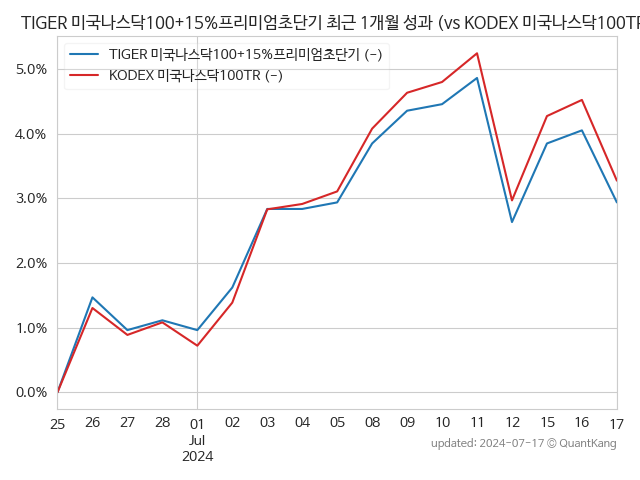 TIGER 미국나스닥100+15%프리미엄초단기 최근 1개월 성과 (vs KODEX 미국나스닥100TR
TIGER 미국나스닥100+15%프리미엄초단기 (-)
KODEX 미국나스닥100TR (-)
5.0%
4.0%
3.0%
2.0%
1.0%
0.0%
25 26 27 28 01 02 03 04 05 08 09 10 11 12 15 16 17
Jul
2024
updated: 2024-07-17 © QuantKang